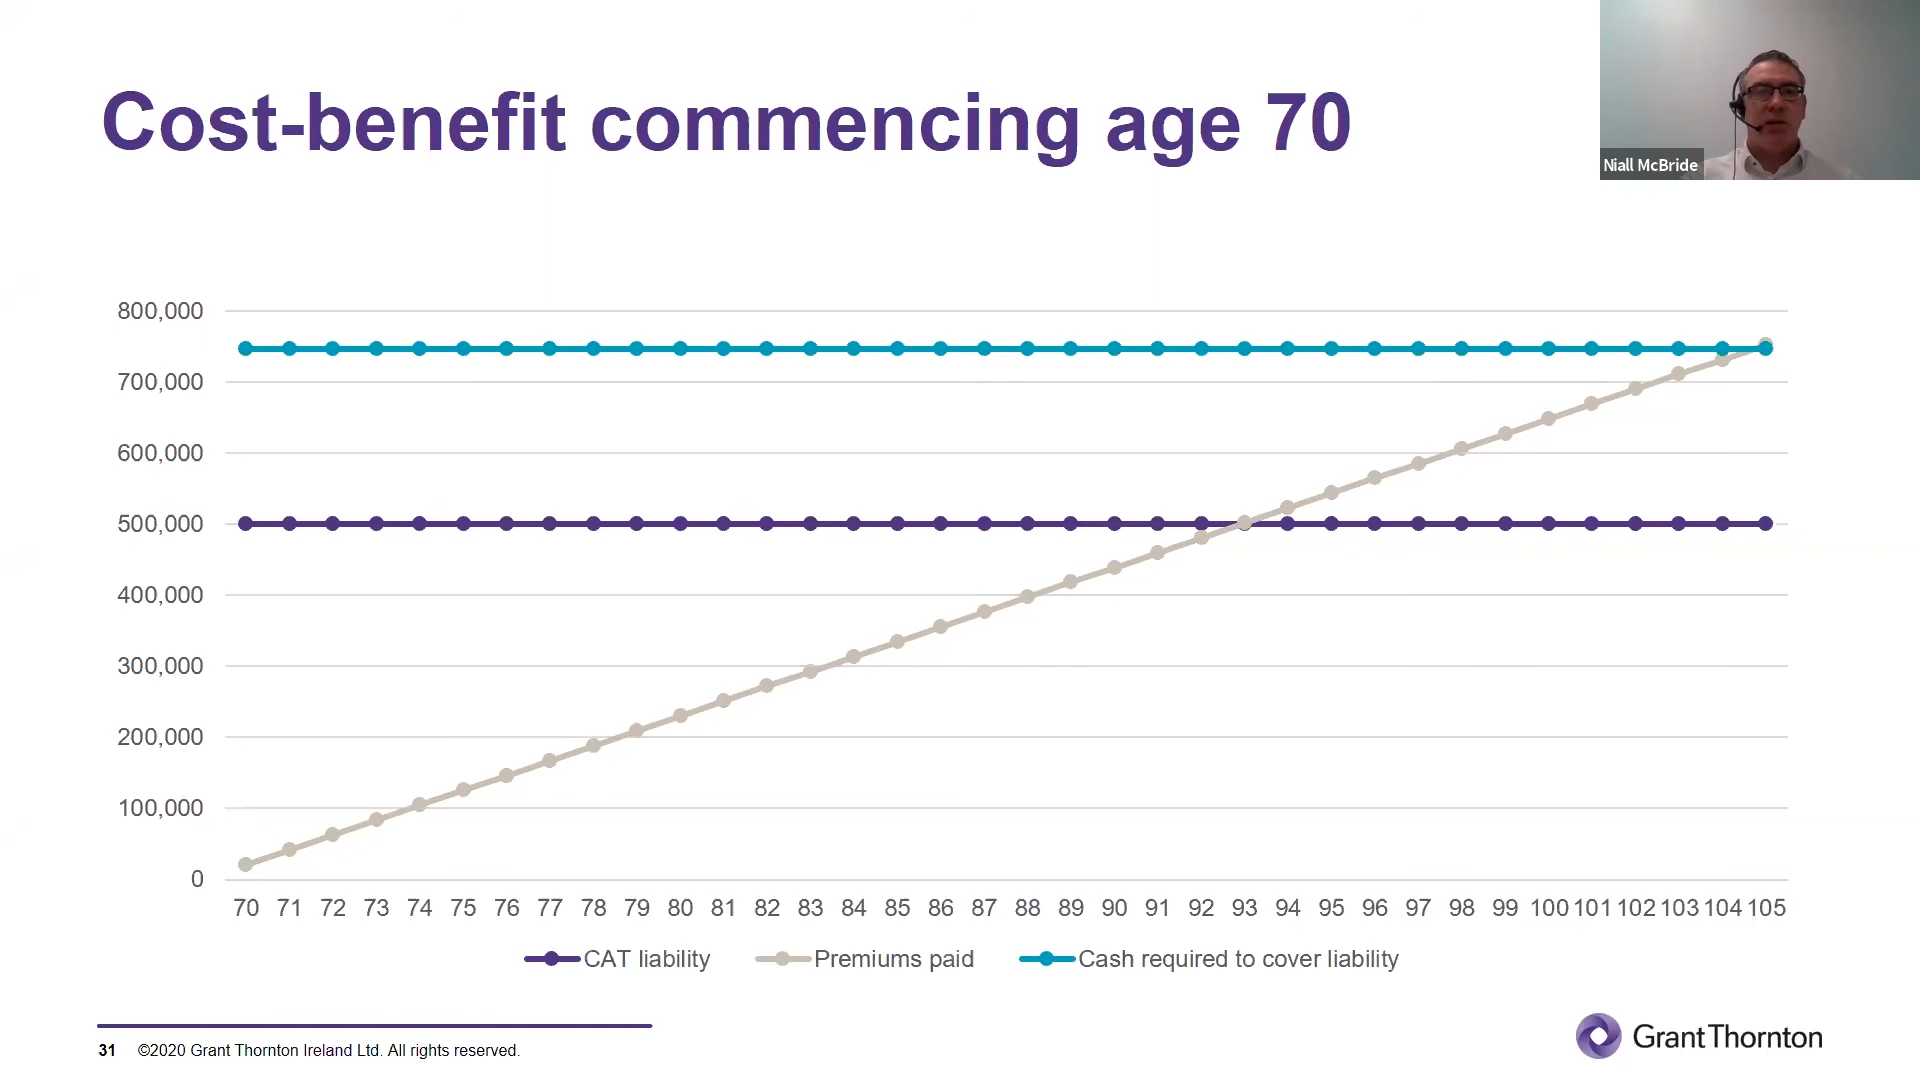 Cost-benefit commencing age 70
Niall McBride
800,000
700,000
600,000
500,000
400,000
300,000
200,000
100,000
0
70 71 72 73 74 75 76 77 78 79 80 81 82 83 84 85 86 87 88 89 90 91 92 93 94 95 96 97 98 99 100 101 102 103 104 105
CAT liability Premiums paid Cash required to cover liability
31 ©2020 Grant Thornton Ireland Ltd. All rights reserved.
Grant Thornton